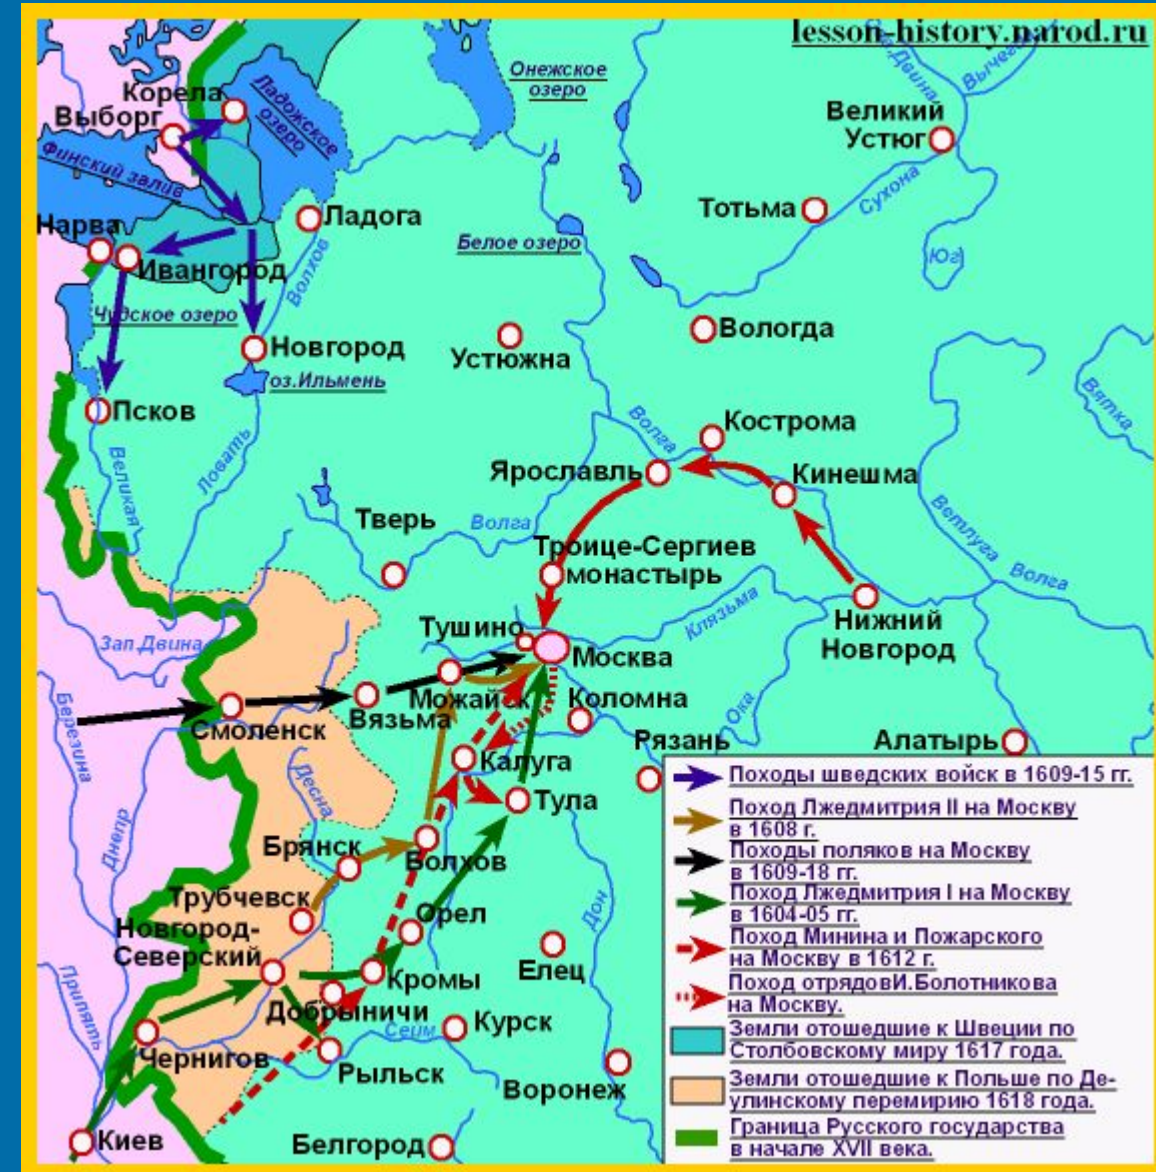 lesson-history.narod.ru
Онежское
озеро
Вычегда
Корела
Выборг
Ладожское
озеро
Великий
Устюг
Финский залив
Тотьма
Сухона
Нарва
Ладога
Белое озеро
Юг
Ивангород
Волхов
Чудское озеро
Новгород
Устюжна
Вологда
оз.Ильмень
Псков
Вятка
Волга
Кострома
Великая
Ловать
Ярославль
Кинешма
Ветлуга
Тверь
Волга
Волга
Троице-Сергиев
монастырь
Клязьма
Нижний
Новгород
Зап.Двина
Тушино
Москва
Можайск
Коломна
Березина
Смоленск
Вязьма
Ока
Рязань
Алатырь
Калуга
Десна
Тула
Днепр
Брянск
Болхов
Трубчевск
Дон
Новгород-
Северский
Орел
Елец
Кромы
Припять
Добрыничи
Сейм
Курск
Чернигов
Рыльск
Воронеж
Киев
Белгород
Походы шведских войск в 1609-15 гг.
Поход Лжедмитрия II на Москву
в 1608 г.
Походы поляков на Москву
в 1609-18 гг.
Поход Лжедмитрия I на Москву
в 1604-05 гг.
Поход Минина и Пожарского
на Москву в 1612 г.
Поход отрядовИ.Болотникова
на Москву.
Земли отошедшие к Швеции по
Столбовскому миру 1617 года.
Земли отошедшие к Польше по Де-
улинскому перемирию 1618 года.
Граница Русского государства
в начале XVII века.